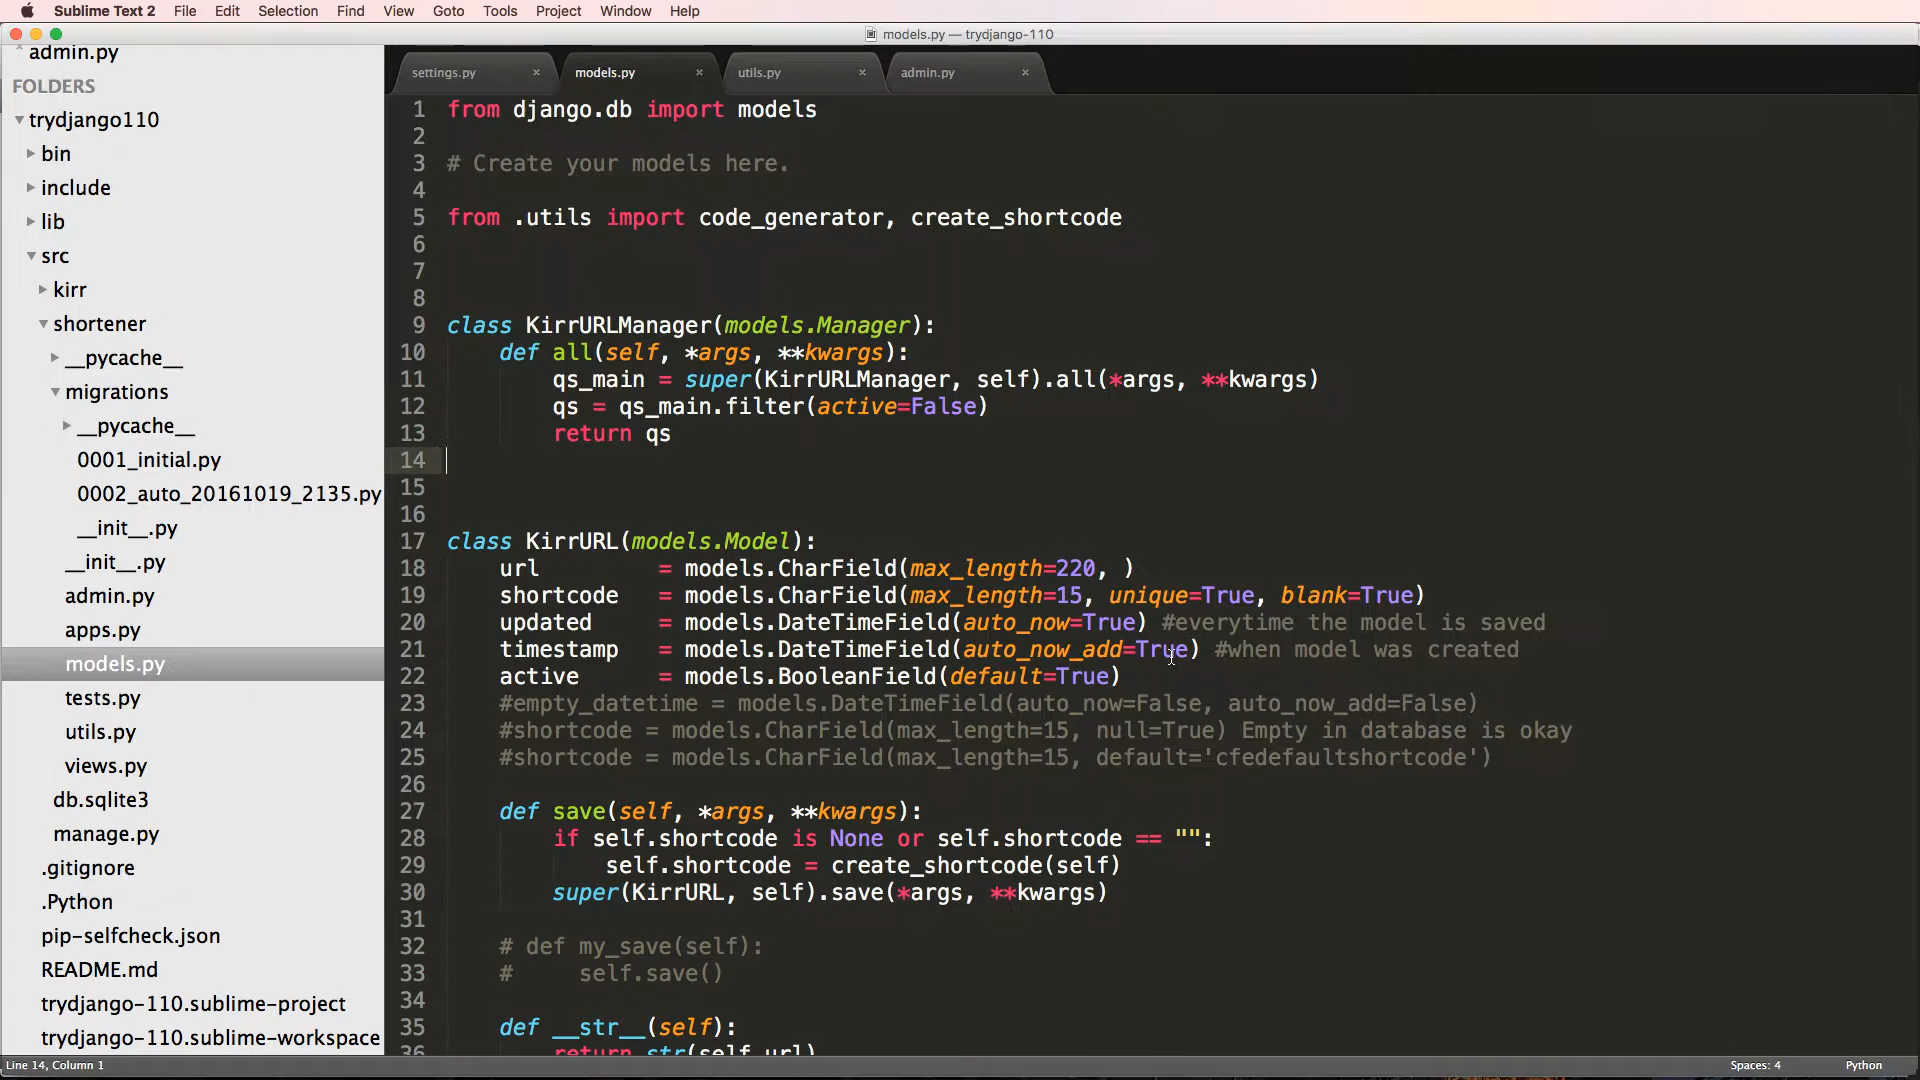 Sublime Text 2 File Edit Selection Find View Goto Tools Project Window Help
models.py — trydjango-110
admin.py
FOLDERS
trydjango110
bin
include
lib
src
kirr
shortener
__pycache__
migrations
__pycache__
0001_initial.py
0002_auto_20161019_2135.py
__init__.py
__init__.py
admin.py
apps.py
models.py
tests.py
utils.py
views.py
db.sqlite3
manage.py
.gitignore
.Python
pip-selfcheck.json
README.md
trydjango-110.sublime-project
trydjango-110.sublime-workspace
settings.py × models.py × utils.py × admin.py ×
1 from django.db import models
2
3 # Create your models here.
4
5 from .utils import code_generator, create_shortcode
6
7
8
9 class KirrURLManager(models.Manager):
10     def all(self, *args, **kwargs):
11         qs_main = super(KirrURLManager, self).all(*args, **kwargs)
12         qs = qs_main.filter(active=False)
13         return qs
14
15
16
17 class KirrURL(models.Model):
18     url         = models.CharField(max_length=220, )
19     shortcode   = models.CharField(max_length=15, unique=True, blank=True)
20     updated     = models.DateTimeField(auto_now=True) #everytime the model is saved
21     timestamp   = models.DateTimeField(auto_now_add=True) #when model was created
22     active      = models.BooleanField(default=True)
23     #empty_datetime = models.DateTimeField(auto_now=False, auto_now_add=False)
24     #shortcode = models.CharField(max_length=15, null=True) Empty in database is okay
25     #shortcode = models.CharField(max_length=15, default='cfedefaultshortcode')
26
27     def save(self, *args, **kwargs):
28         if self.shortcode is None or self.shortcode == "":
29             self.shortcode = create_shortcode(self)
30         super(KirrURL, self).save(*args, **kwargs)
31
32     # def my_save(self):
33     #     self.save()
34
35     def __str__(self):
36         return str(self.url)
Line 14, Column 1
Spaces: 4 Python